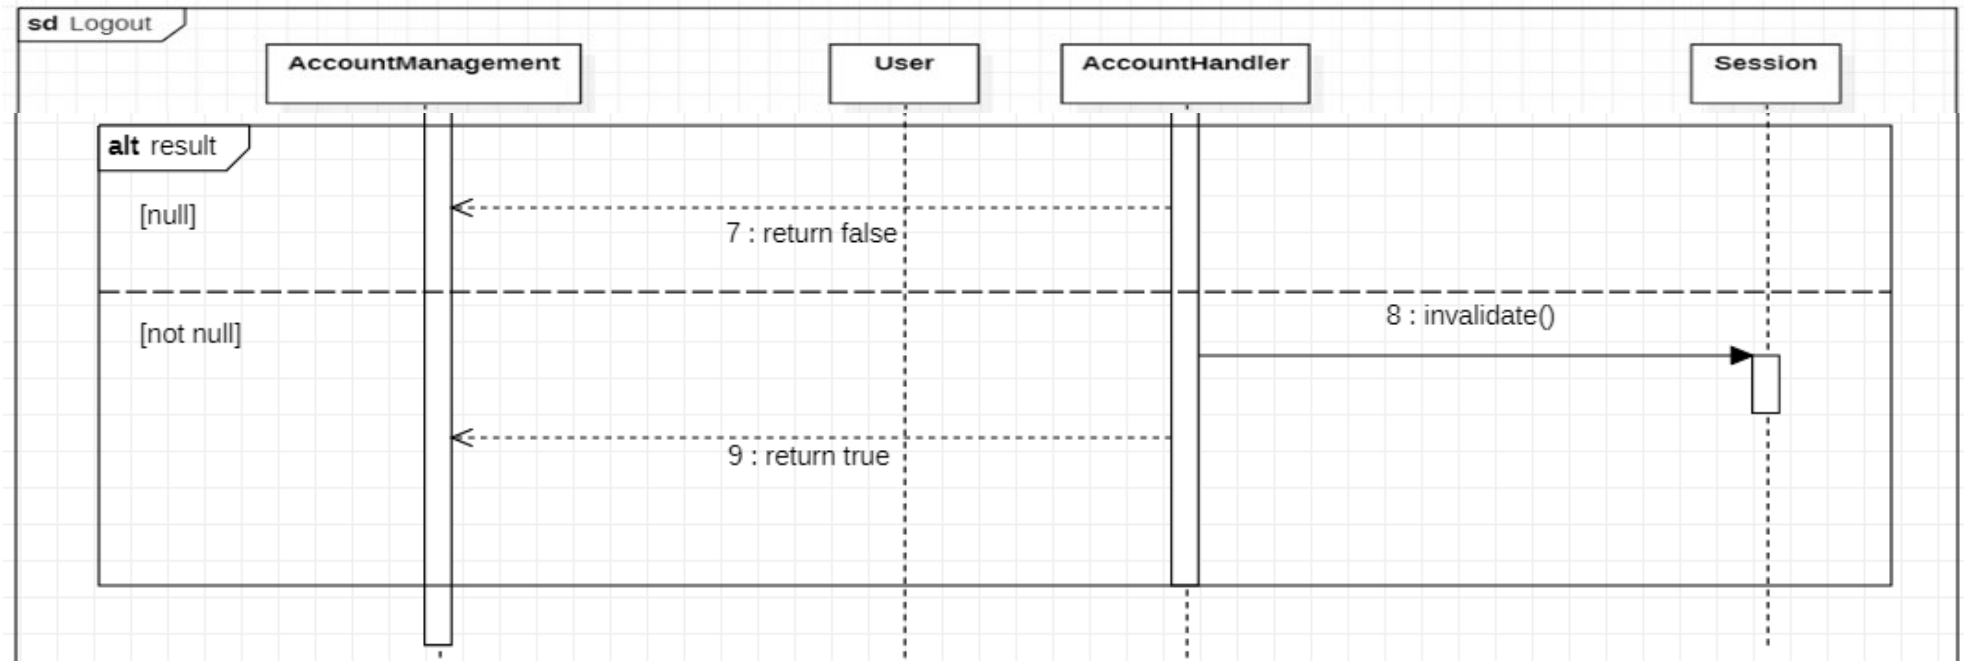 sd Logout
AccountManagement
User
AccountHandler
Session
alt result
[null]
7 : return false
8 : invalidate()
[not null]
9 : return true